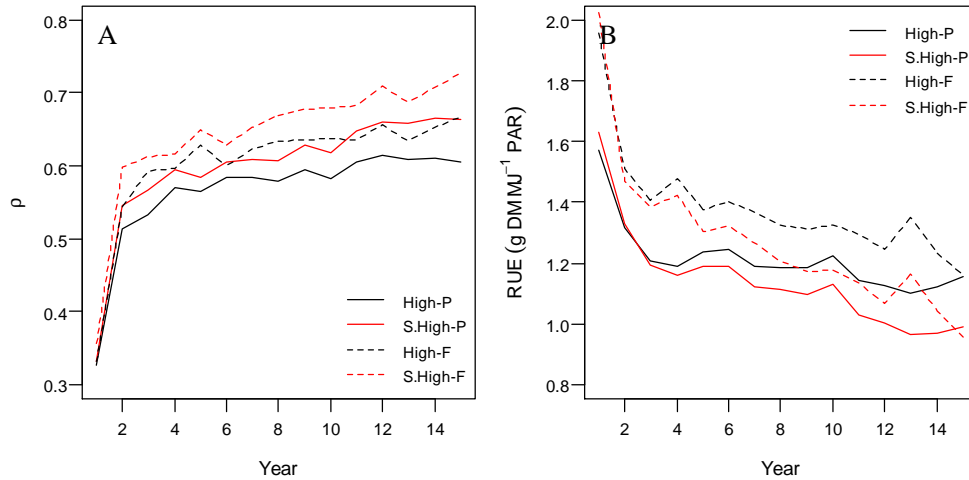 A
0.8
0.7
0.6
0.5
0.4
0.3
ρ
High-P
S.High-P
High-F
S.High-F
2 4 6 8 10 12 14
Year
B
2.0
1.8
1.6
1.4
1.2
1.0
0.8
RUE (g DM MJ⁻¹ PAR)
High-P
S.High-P
High-F
S.High-F
2 4 6 8 10 12 14
Year